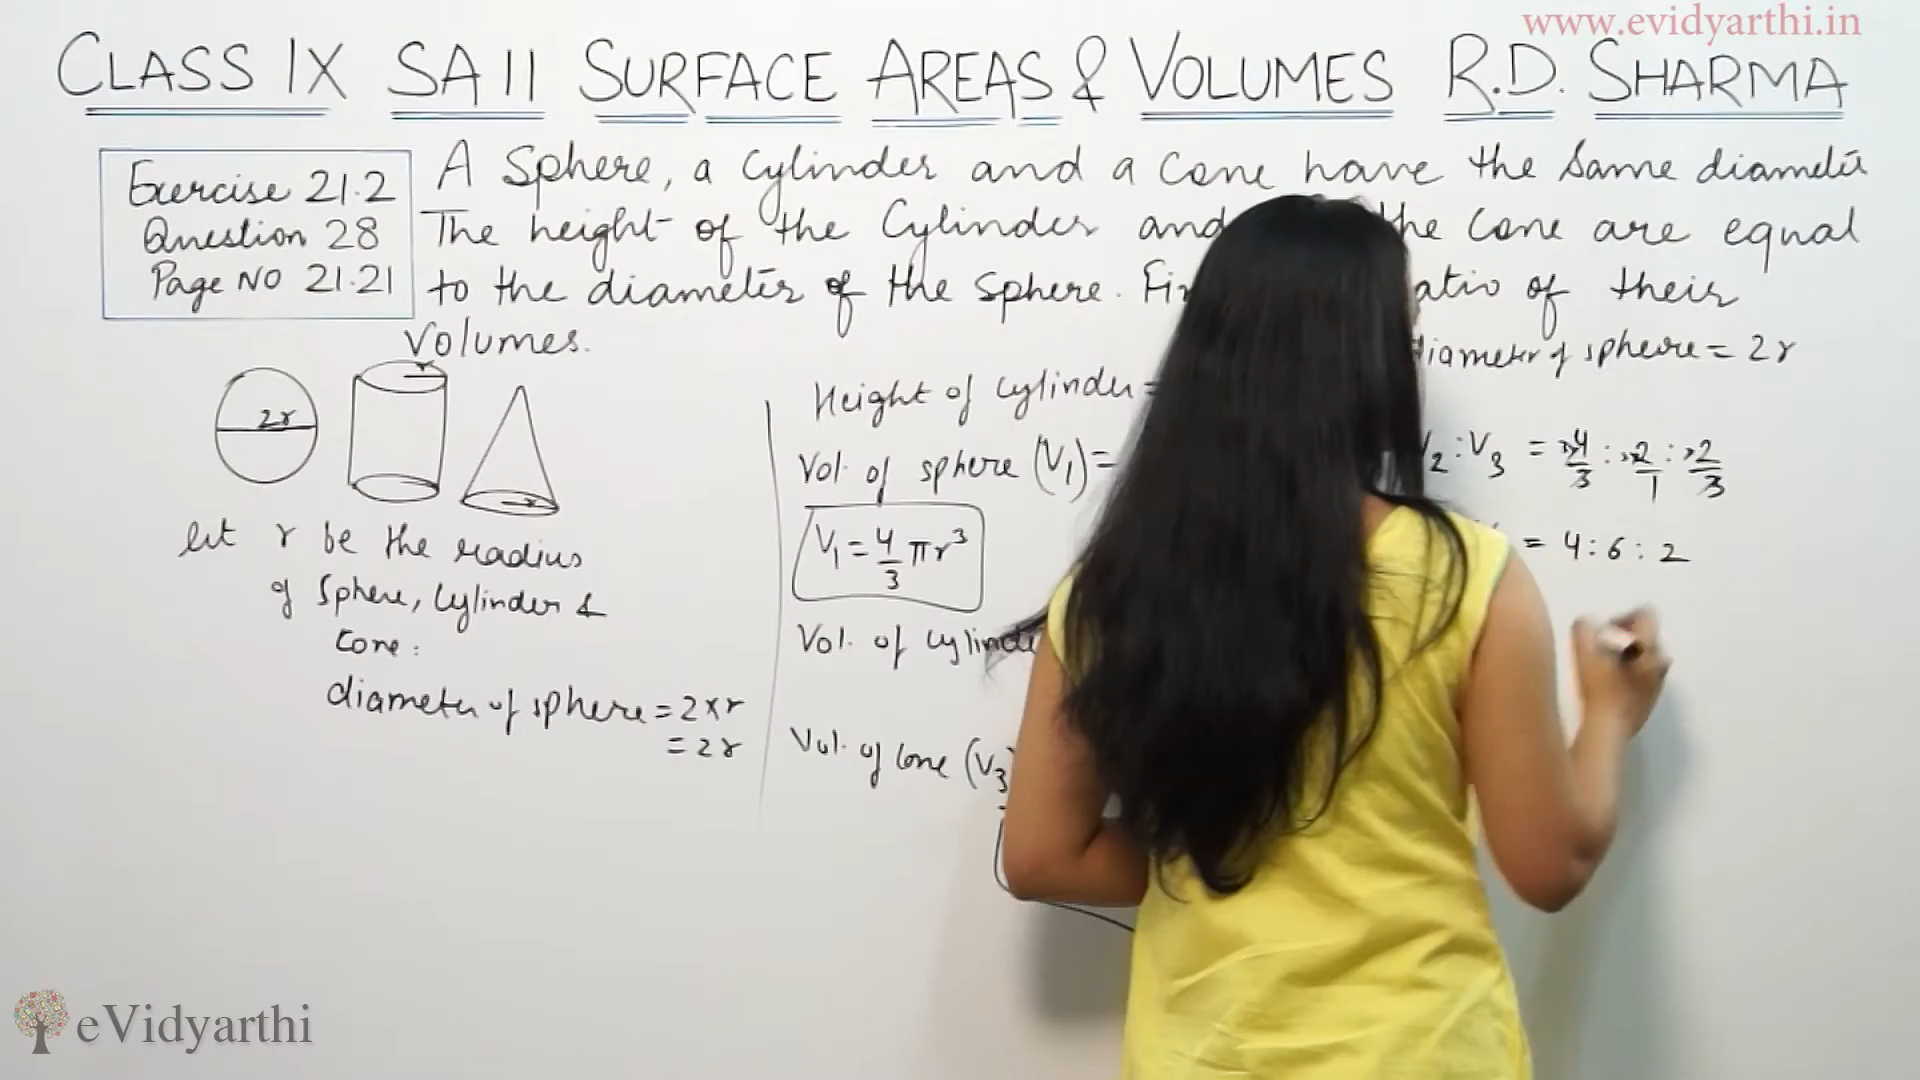 www.evidyarthi.in
CLASS IX SA II SURFACE AREAS & VOLUMES R.D. SHARMA
Exercise 21.2
Question 28
Page NO 21.21
A Sphere, a Cylinder and a Cone have the same diameter
The height of the Cylinder and the Cone are equal
to the diameter of the sphere. of their
Volumes.
2r
r
r
let r be the radius
of sphere, Cylinder &
Cone:
diameter of sphere = 2×r
= 2r
Height of cylinder =
diameter of sphere = 2r
Vol. of sphere (V1) =
V1 = 4/3 πr³
Vol. of
Vol. of Cone (V3)
V2 : V3 = 4/3 : 2/1 : 2/3
= 4 : 6 : 2
eVidyarthi